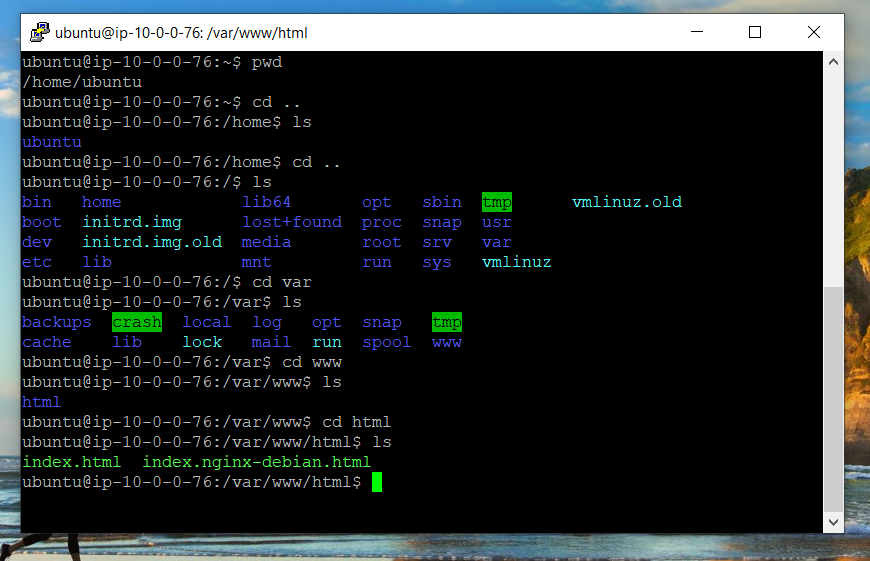 ubuntu@ip-10-0-0-76: /var/www/html
ubuntu@ip-10-0-0-76:~$ pwd
/home/ubuntu
ubuntu@ip-10-0-0-76:~$ cd ..
ubuntu@ip-10-0-0-76:/home$ ls
ubuntu
ubuntu@ip-10-0-0-76:/home$ cd ..
ubuntu@ip-10-0-0-76:/$ ls
bin   home            lib64       opt   sbin  tmp      vmlinuz.old
boot  initrd.img      lost+found  proc  snap  usr
dev   initrd.img.old  media       root  srv   var
etc   lib             mnt         run   sys   vmlinuz
ubuntu@ip-10-0-0-76:/$ cd var
ubuntu@ip-10-0-0-76:/var$ ls
backups  crash  local  log   opt  snap   tmp
cache    lib    lock   mail  run  spool  www
ubuntu@ip-10-0-0-76:/var$ cd www
ubuntu@ip-10-0-0-76:/var/www$ ls
html
ubuntu@ip-10-0-0-76:/var/www$ cd html
ubuntu@ip-10-0-0-76:/var/www/html$ ls
index.html  index.nginx-debian.html
ubuntu@ip-10-0-0-76:/var/www/html$